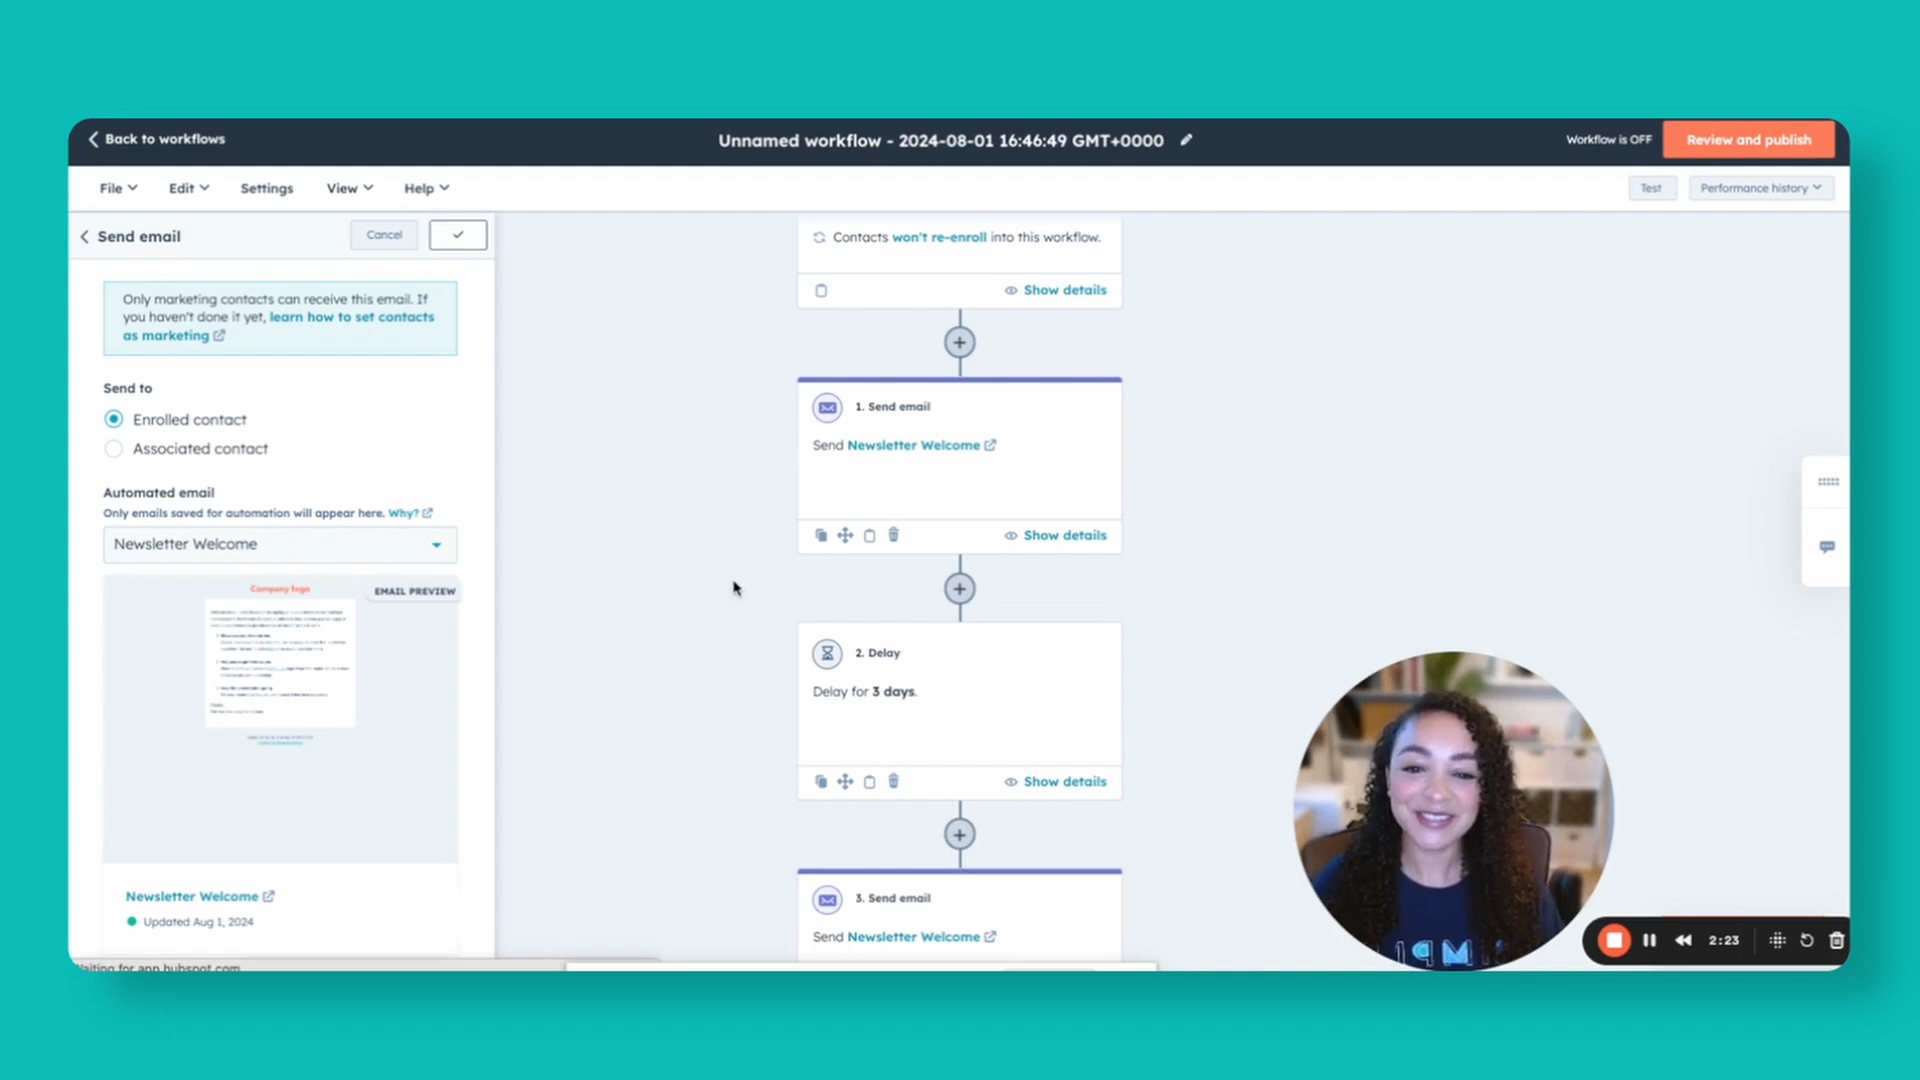 Back to workflows
Unnamed workflow - 2024-08-01 16:46:49 GMT+0000
Workflow is OFF
Review and publish
File
Edit
Settings
View
Help
Test
Performance history
Send email
Cancel
Only marketing contacts can receive this email. If
you haven't done it yet, learn how to set contacts
as marketing
Send to
Enrolled contact
Associated contact
Automated email
Only emails saved for automation will appear here. Why?
Newsletter Welcome
Company logo
EMAIL PREVIEW
Newsletter Welcome
Updated Aug 1, 2024
Waiting for app.hubspot.com
Contacts won't re-enroll into this workflow.
Show details
1. Send email
Send Newsletter Welcome
Show details
2. Delay
Delay for 3 days.
Show details
3. Send email
Send Newsletter Welcome
2:23